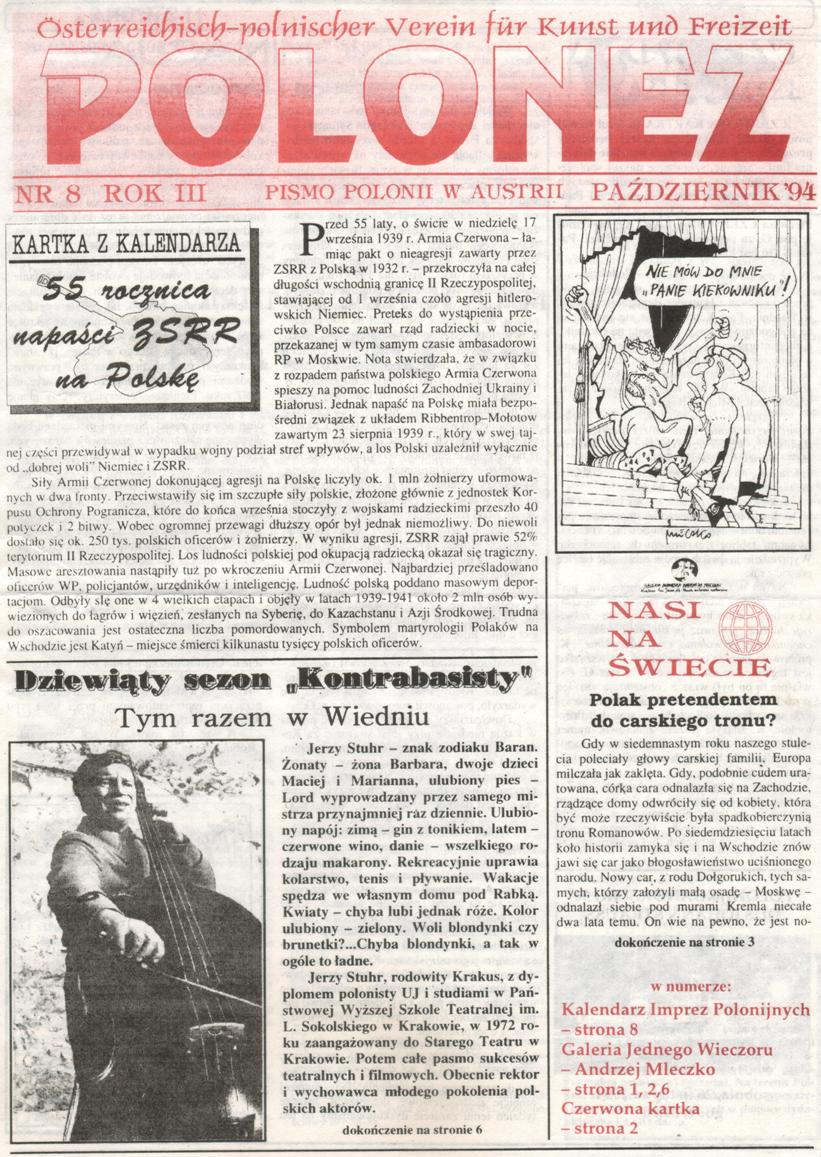 Österreichisch-polnischer Verein für Kunst und Freizeit
POLONEZ
NR 8 ROK III PISMO POLONII W AUSTRII PAŹDZIERNIK '94
KARTKA Z KALENDARZA
55 rocznica
napaści ZSRR
na Polskę
Przed 55 laty, o świcie w niedzielę 17
września 1939 r. Armia Czerwona – ła-
miąc pakt o nieagresji zawarty przez
ZSRR z Polską w 1932 r. – przekroczyła na całej
długości wschodnią granicę II Rzeczypospolitej,
stawiającej od 1 września czoło agresji hitlero-
wskich Niemiec. Preteks do wystąpienia prze-
ciwko Polsce zawarł rząd radziecki w nocie,
przekazanej w tym samym czasie ambasadorowi
RP w Moskwie. Nota stwierdzała, że w związku
z rozpadem państwa polskiego Armia Czerwona
spieszy na pomoc ludności Zachodniej Ukrainy i
Białorusi. Jednak napaść na Polskę miała bezpo-
średni związek z układem Ribbentrop–Mołotow
zawartym 23 sierpnia 1939 r., który w swej taj-
nej części przewidywał w wypadku wojny podział stref wpływów, a los Polski uzależnił wyłącznie
od „dobrej woli" Niemiec i ZSRR.
Siły Armii Czerwonej dokonującej agresji na Polskę liczyly ok. 1 mln żołnierzy uformowa-
nych w dwa fronty. Przeciwstawiły się im szczupłe siły polskie, złożone głównie z jednostek Kor-
pusu Ochrony Pogranicza, które do końca września stoczyły z wojskami radzieckimi przeszło 40
potyczek i 2 bitwy. Wobec ogromnej przewagi dłuższy opór był jednak niemożliwy. Do niewoli
dostało się ok. 250 tys. polskich oficerów i żołnierzy. W wyniku agresji, ZSRR zajął prawie 52%
terytorium II Rzeczypospolitej. Los ludności polskiej pod okupacją radziecką okazał się tragiczny.
Masowe aresztowania nastąpiły tuż po wkroczeniu Armii Czerwonej. Najbardziej prześladowano
oficerów WP, policjantów, urzędników i inteligencję. Ludność polską poddano masowym depor-
tacjom. Odbyły się one w 4 wielkich etapach i objęły w latach 1939-1941 około 2 mln osób wy-
wiezionych do łagrów i więzień, zesłanych na Syberię, do Kazachstanu i Azji Środkowej. Trudna
do oszacowania jest ostateczna liczba pomordowanych. Symbolem martyrologii Polaków na
Wschodzie jest Katyń – miejsce śmierci kilkunastu tysięcy polskich oficerów.
NIE MÓW DO MNIE
„PANIE KIEROWNIKU"!
Dziewiąty sezon „Kontrabasisty"
Tym razem w Wiedniu
Jerzy Stuhr – znak zodiaku Baran.
Żonaty – żona Barbara, dwoje dzieci
Maciej i Marianna, ulubiony pies –
Lord wyprowadzany przez samego mi-
strza przynajmniej raz dziennie. Ulubio-
ny napój: zimą – gin z tonikiem, latem –
czerwone wino, danie – wszelkiego ro-
dzaju makarony. Rekreacyjnie uprawia
kolarstwo, tenis i pływanie. Wakacje
spędza we własnym domu pod Rabką.
Kwiaty – chyba lubi jednak róże. Kolor
ulubiony – zielony. Woli blondynki czy
brunetki?...Chyba blondynki, a tak w
ogóle to ładne.
Jerzy Stuhr, rodowity Krakus, z dy-
plomem polonisty UJ i studiami w Pań-
stwowej Wyższej Szkole Teatralnej im.
L. Sokolskiego w Krakowie, w 1972 ro-
ku zaangażowany do Starego Teatru w
Krakowie. Potem całe pasmo sukcesów
teatralnych i filmowych. Obecnie rektor
i wychowawca młodego pokolenia pol-
skich aktorów.
dokończenie na stronie 6
NASI
NA
ŚWIECIE
Polak pretendentem
do carskiego tronu?
Gdy w siedemnastym roku naszego stule-
cia poleciały głowy carskiej familii, Europa
milczała jak zaklęta. Gdy, podobnie cudem ura-
towana, córka cara odnalazła się na Zachodzie,
rządzące domy odwróciły się od kobiety, która
być może rzeczywiście była spadkobierczynią
tronu Romanowów. Po siedemdziesięciu latach
koło historii zamyka się i na Wschodzie znów
jawi się car jako błogosławieństwo uciśnionego
narodu. Nowy car, z rodu Dołgorukich, tych sa-
mych, którzy założyli małą osadę – Moskwę –
odnalazł siebie pod murami Kremla niecałe
dwa lata temu. On wie na pewno, że jest no-
dokończenie na stronie 3
w numerze:
Kalendarz Imprez Polonijnych
– strona 8
Galeria Jednego Wieczoru
– Andrzej Mleczko
– strona 1, 2,6
Czerwona kartka
– strona 2